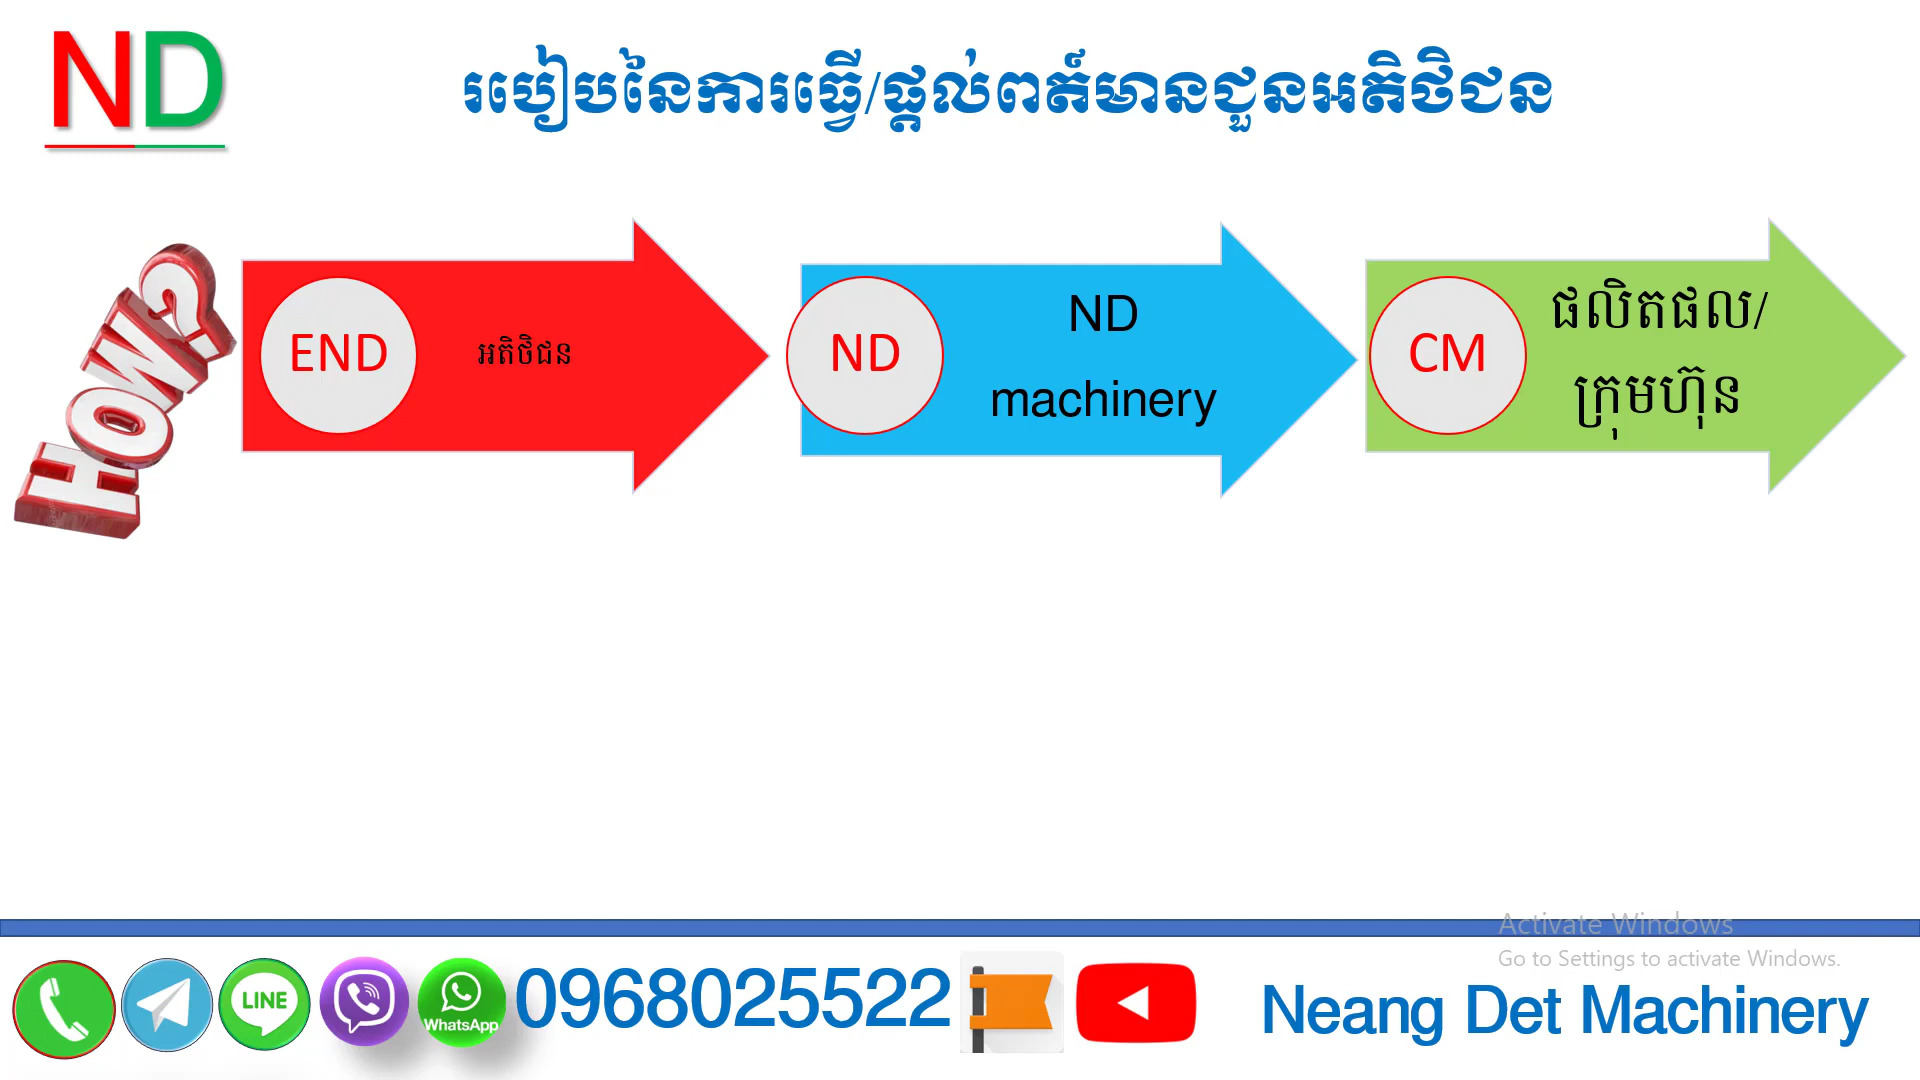 ND
របៀបនៃការធ្វើ/ផ្តល់ពត៍មានជួនអតិថិជន
HOW?
END
អតិថិជន
ND
ND
machinery
CM
ផលិតផល/
ក្រុមហ៊ុន
Activate Windows
Go to Settings to activate Windows.
LINE
WhatsApp
0968025522
Neang Det Machinery